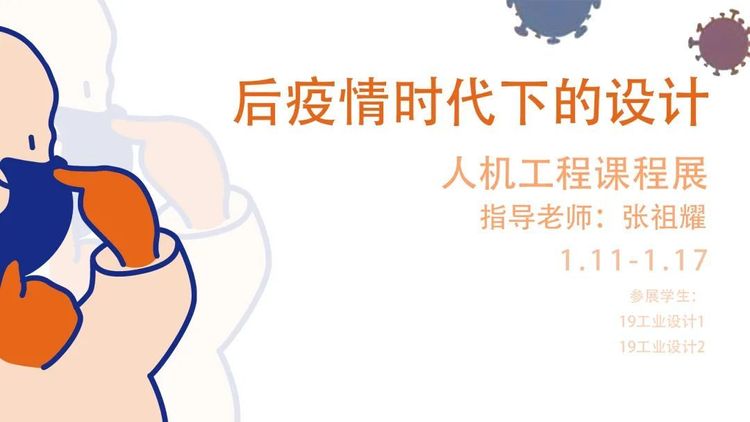 后疫情时代下的设计
人机工程课程展
指导老师：张祖耀
1.11-1.17
参展学生：
19工业设计1
19工业设计2